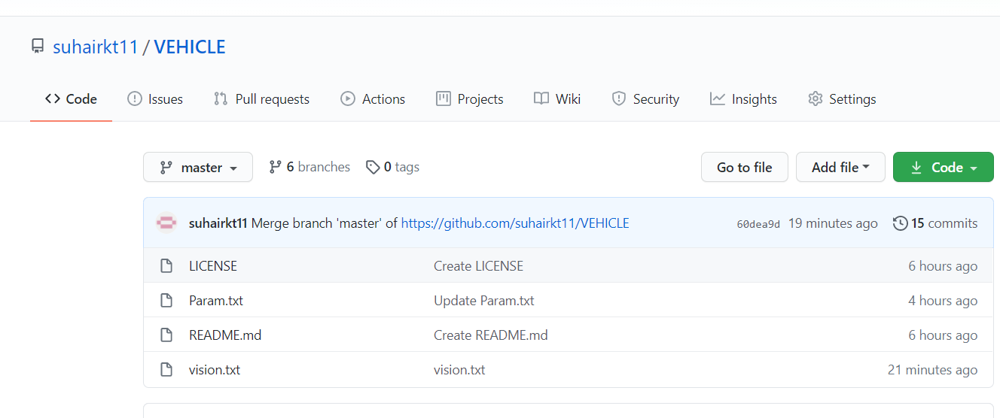 suhairkt11 / VEHICLE
Code Issues Pull requests Actions Projects Wiki Security Insights Settings
master 6 branches 0 tags Go to file Add file Code
suhairkt11 Merge branch 'master' of https://github.com/suhairkt11/VEHICLE 60dea9d 19 minutes ago 15 commits
LICENSE Create LICENSE 6 hours ago
Param.txt Update Param.txt 4 hours ago
README.md Create README.md 6 hours ago
vision.txt vision.txt 21 minutes ago